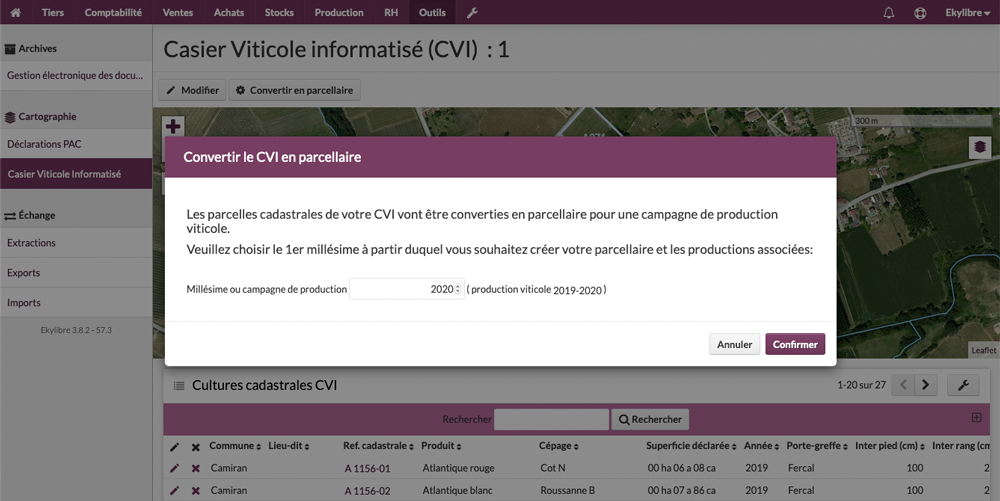 Tiers Comptabilité Ventes Achats Stocks Production RH Outils Ekylibre
Archives
Gestion électronique des docu...
Cartographie
Déclarations PAC
Casier Viticole Informatisé
Échange
Extractions
Exports
Imports
Ekylibre 3.8.2 - 57.3
Casier Viticole informatisé (CVI) : 1
Modifier Convertir en parcellaire
300 m
Convertir le CVI en parcellaire
Les parcelles cadastrales de votre CVI vont être converties en parcellaire pour une campagne de production
viticole.
Veuillez choisir le 1er millésime à partir duquel vous souhaitez créer votre parcellaire et les productions associées:
Millésime ou campagne de production 2020 ( production viticole 2019-2020 )
Annuler Confirmer
Leaflet
Cultures cadastrales CVI 1-20 sur 27
Rechercher Rechercher
Commune Lieu-dit Ref. cadastrale Produit Cépage Superficie déclarée Année Porte-greffe Inter pied (cm) Inter rang (cm
Camiran A 1156-01 Atlantique rouge Cot N 00 ha 06 a 08 ca 2019 Fercal 100 2
Camiran A 1156-02 Atlantique blanc Roussanne B 00 ha 07 a 86 ca 2019 Fercal 100 2